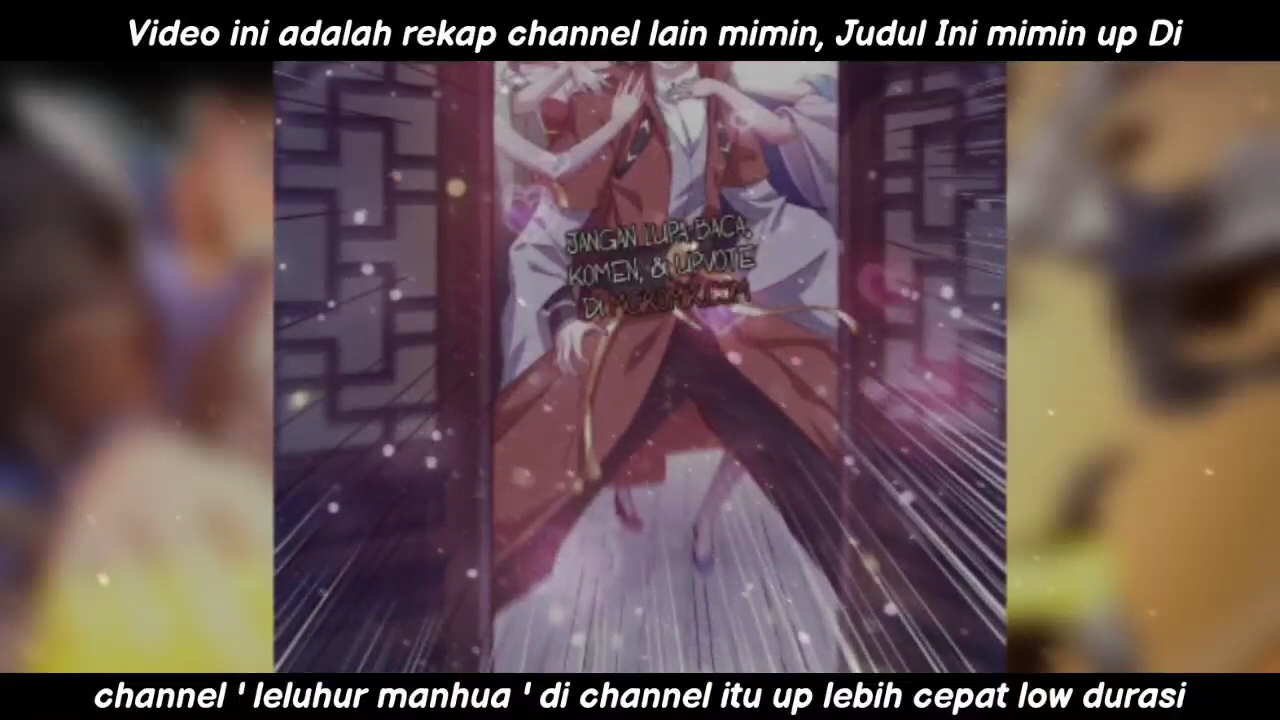 Video ini adalah rekap channel lain mimin, Judul Ini mimin up Di
JANGAN LUPA BACA,
KOMEN, & UPVOTE
DI
channel ' leluhur manhua ' di channel itu up lebih cepat low durasi